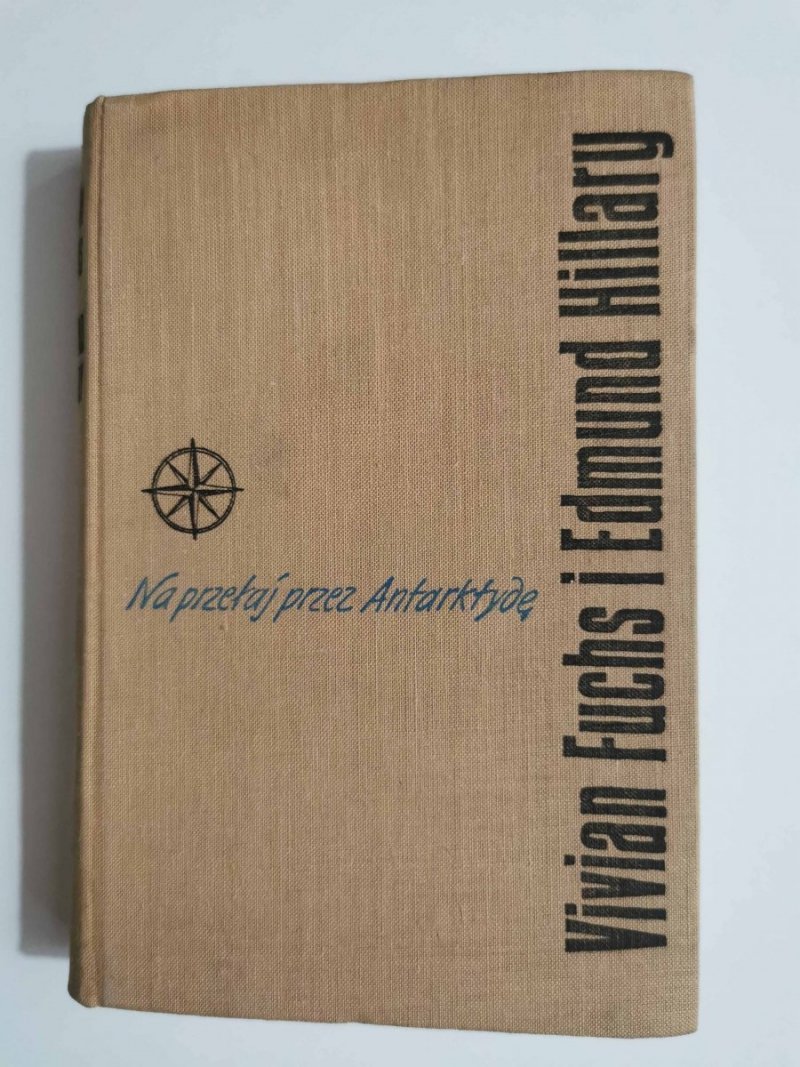 Na przełaj przez Antarktydę
Vivian Fuchs i Edmund Hillary